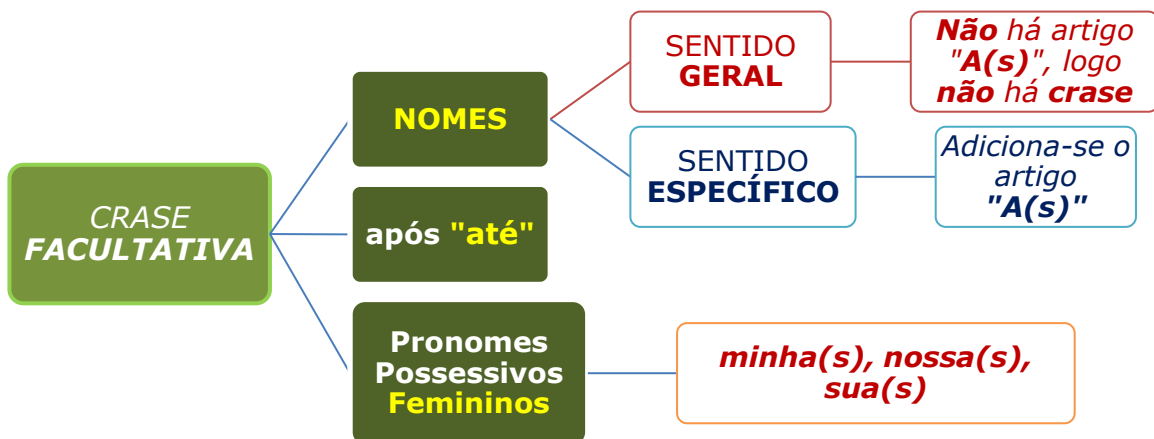 CRASE
FACULTATIVA
NOMES
SENTIDO
GERAL
Não há artigo
"A(s)", logo
não há crase
SENTIDO
ESPECÍFICO
Adiciona-se o
artigo
"A(s)"
após "até"
Pronomes
Possessivos
Femininos
minha(s), nossa(s),
sua(s)